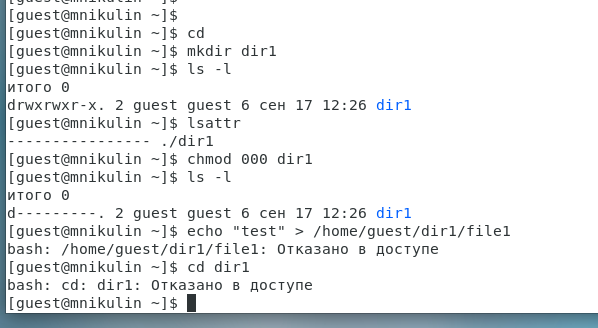 [guest@mnikulin ~]$
[guest@mnikulin ~]$
[guest@mnikulin ~]$ cd
[guest@mnikulin ~]$ mkdir dir1
[guest@mnikulin ~]$ ls -l
итого 0
drwxrwxr-x. 2 guest guest 6 сен 17 12:26 dir1
[guest@mnikulin ~]$ lsattr
---------------- ./dir1
[guest@mnikulin ~]$ chmod 000 dir1
[guest@mnikulin ~]$ ls -l
итого 0
d---------. 2 guest guest 6 сен 17 12:26 dir1
[guest@mnikulin ~]$ echo "test" > /home/guest/dir1/file1
bash: /home/guest/dir1/file1: Отказано в доступе
[guest@mnikulin ~]$ cd dir1
bash: cd: dir1: Отказано в доступе
[guest@mnikulin ~]$